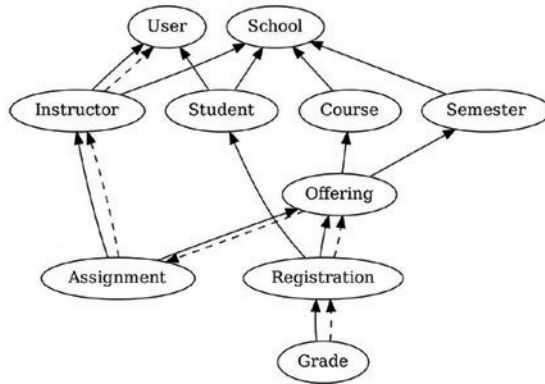 User School
Instructor Student Course Semester
Offering
Assignment Registration
Grade